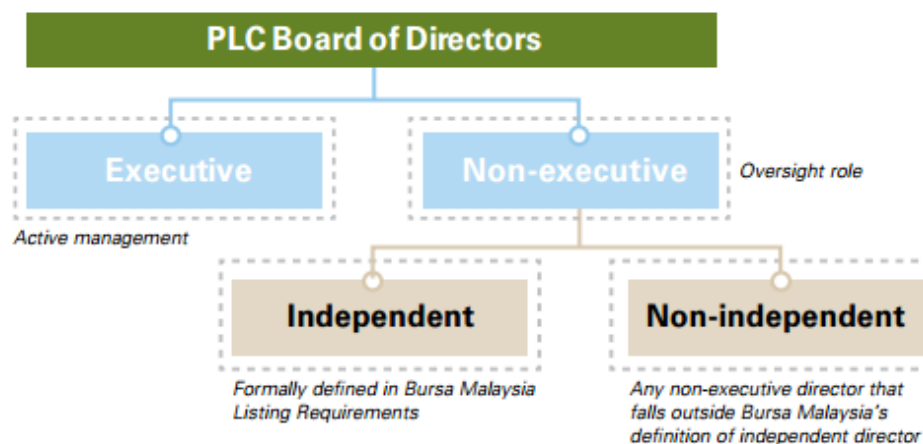 PLC Board of Directors
Executive
Non-executive
Oversight role
Active management
Independent
Non-independent
Formally defined in Bursa Malaysia
Listing Requirements
Any non-executive director that
falls outside Bursa Malaysia's
definition of independent director